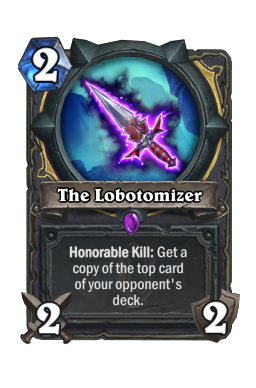 2
The Lobotomizer
Honorable Kill: Get a
copy of the top card
of your opponent's
deck.
2 2